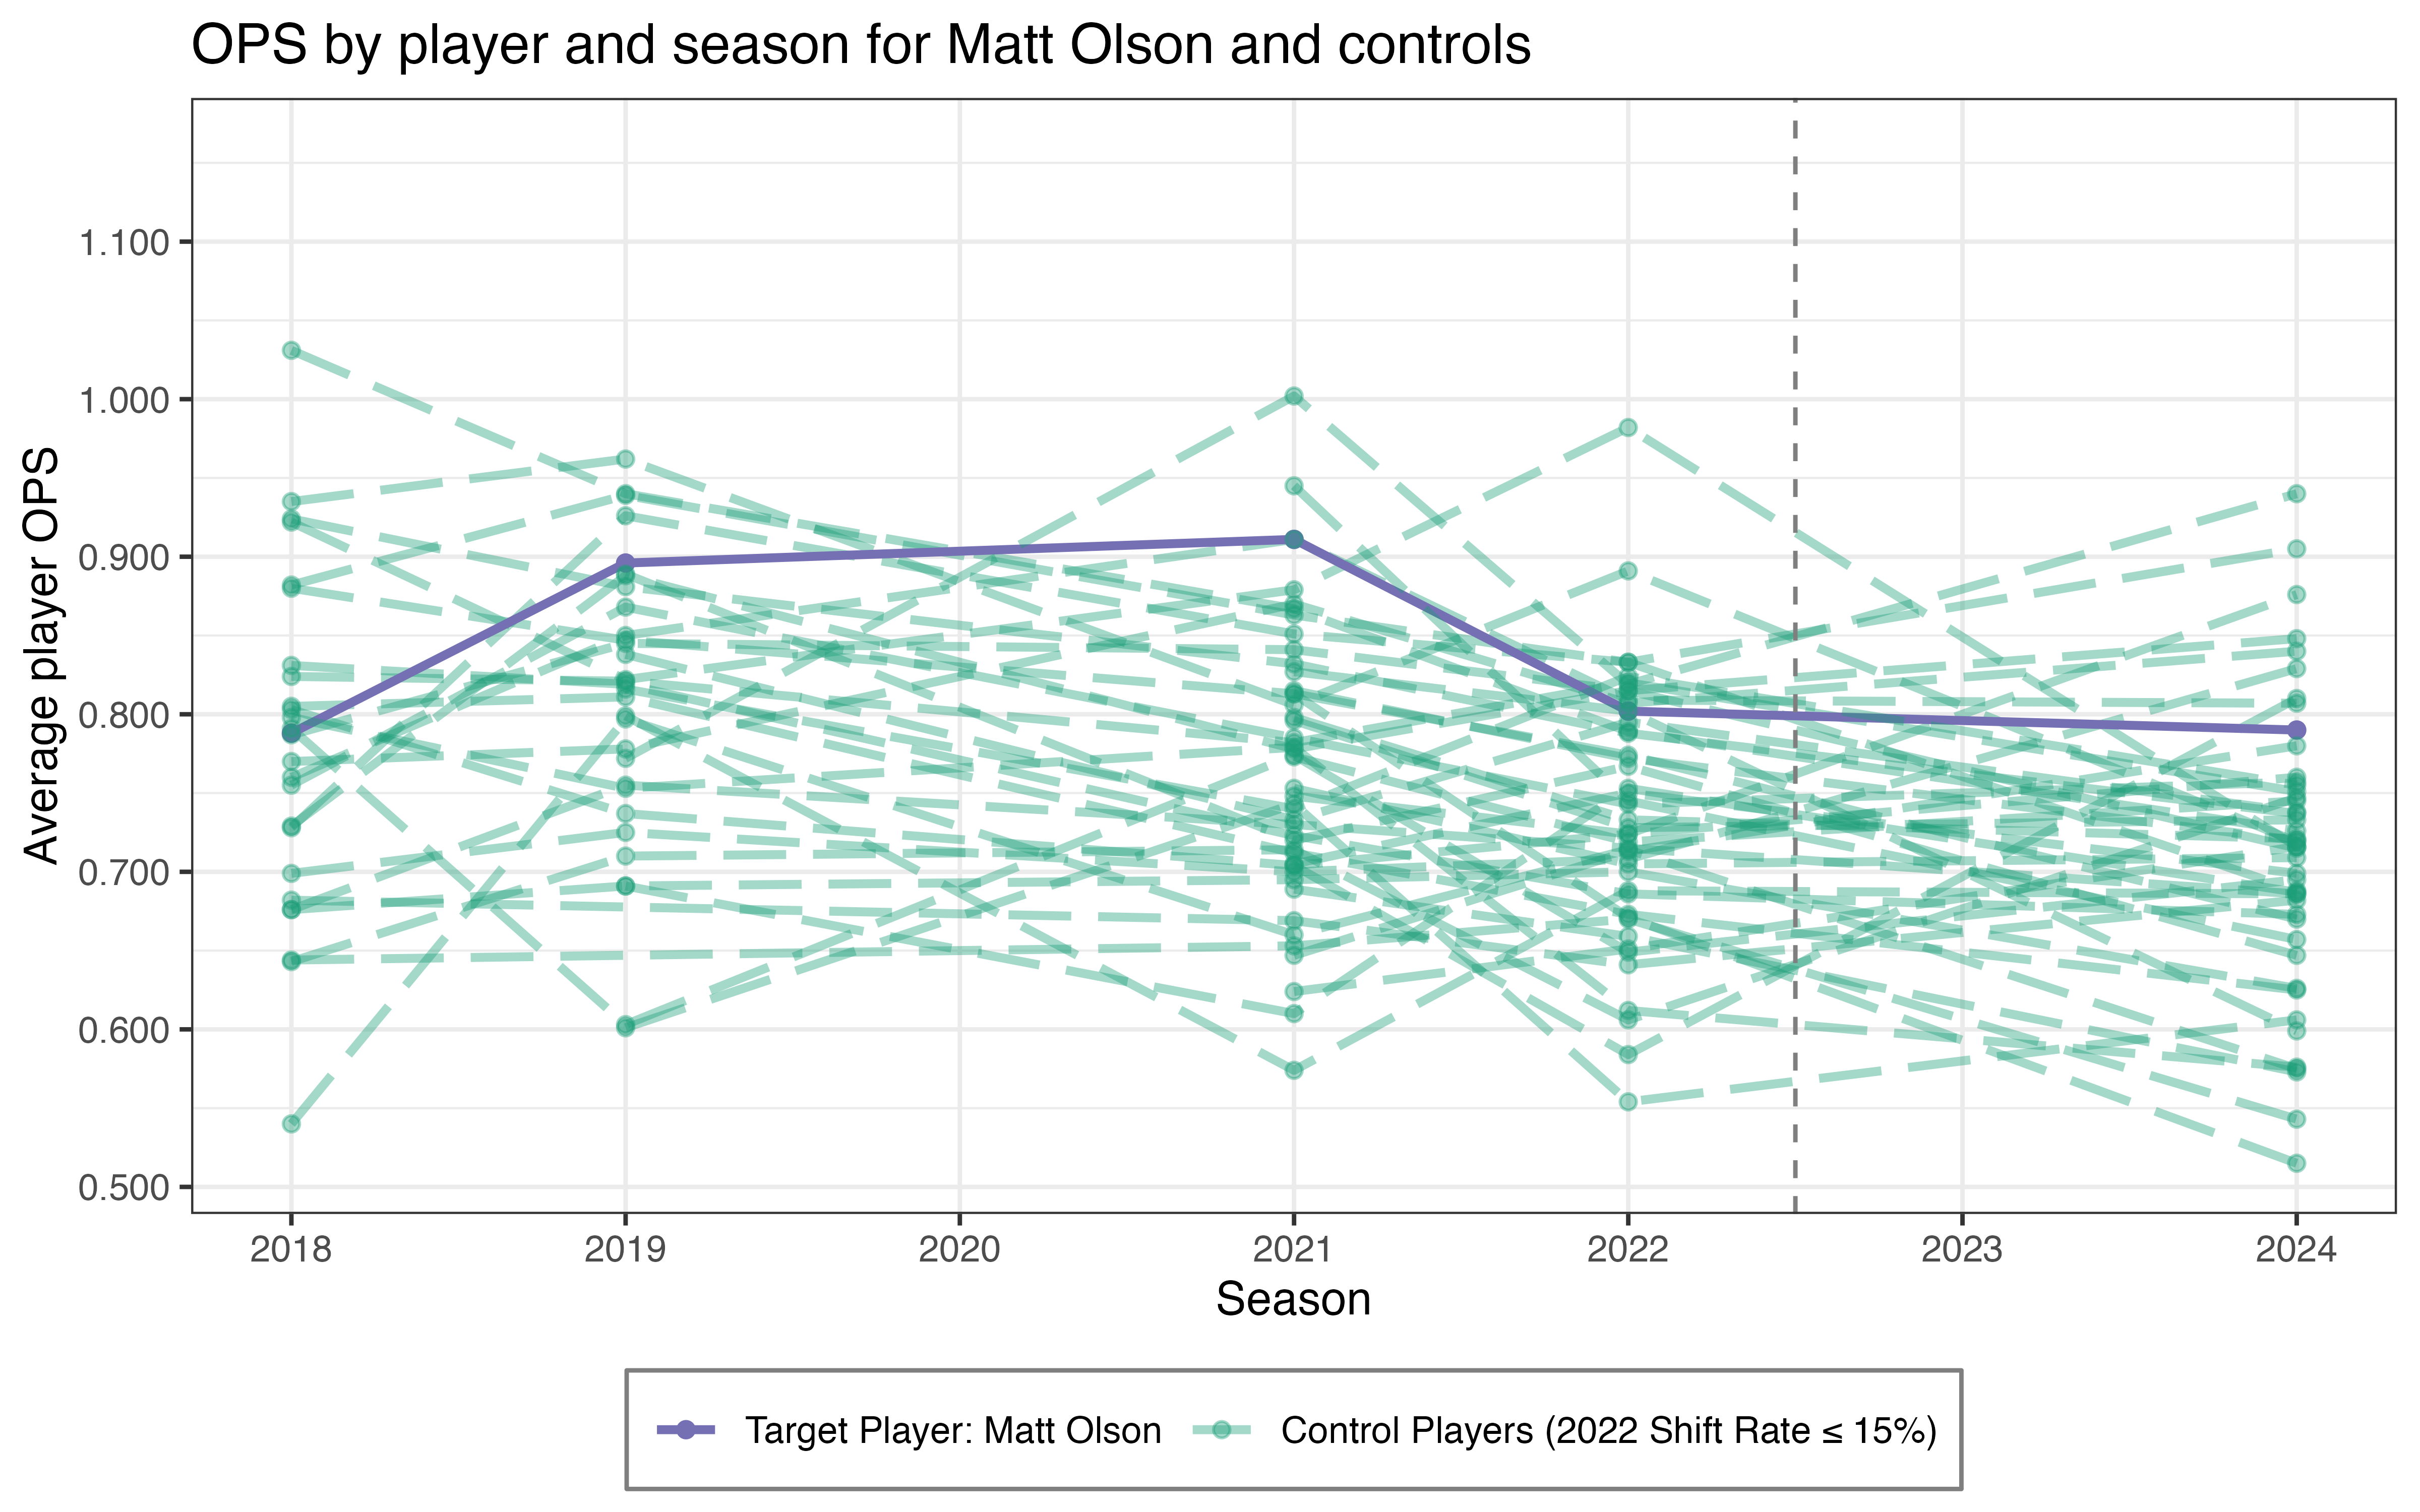 OPS by player and season for Matt Olson and controls
Average player OPS
1.100
1.000
0.900
0.800
0.700
0.600
0.500
2018 2019 2020 2021 2022 2023 2024
Season
Target Player: Matt Olson Control Players (2022 Shift Rate ≤ 15%)